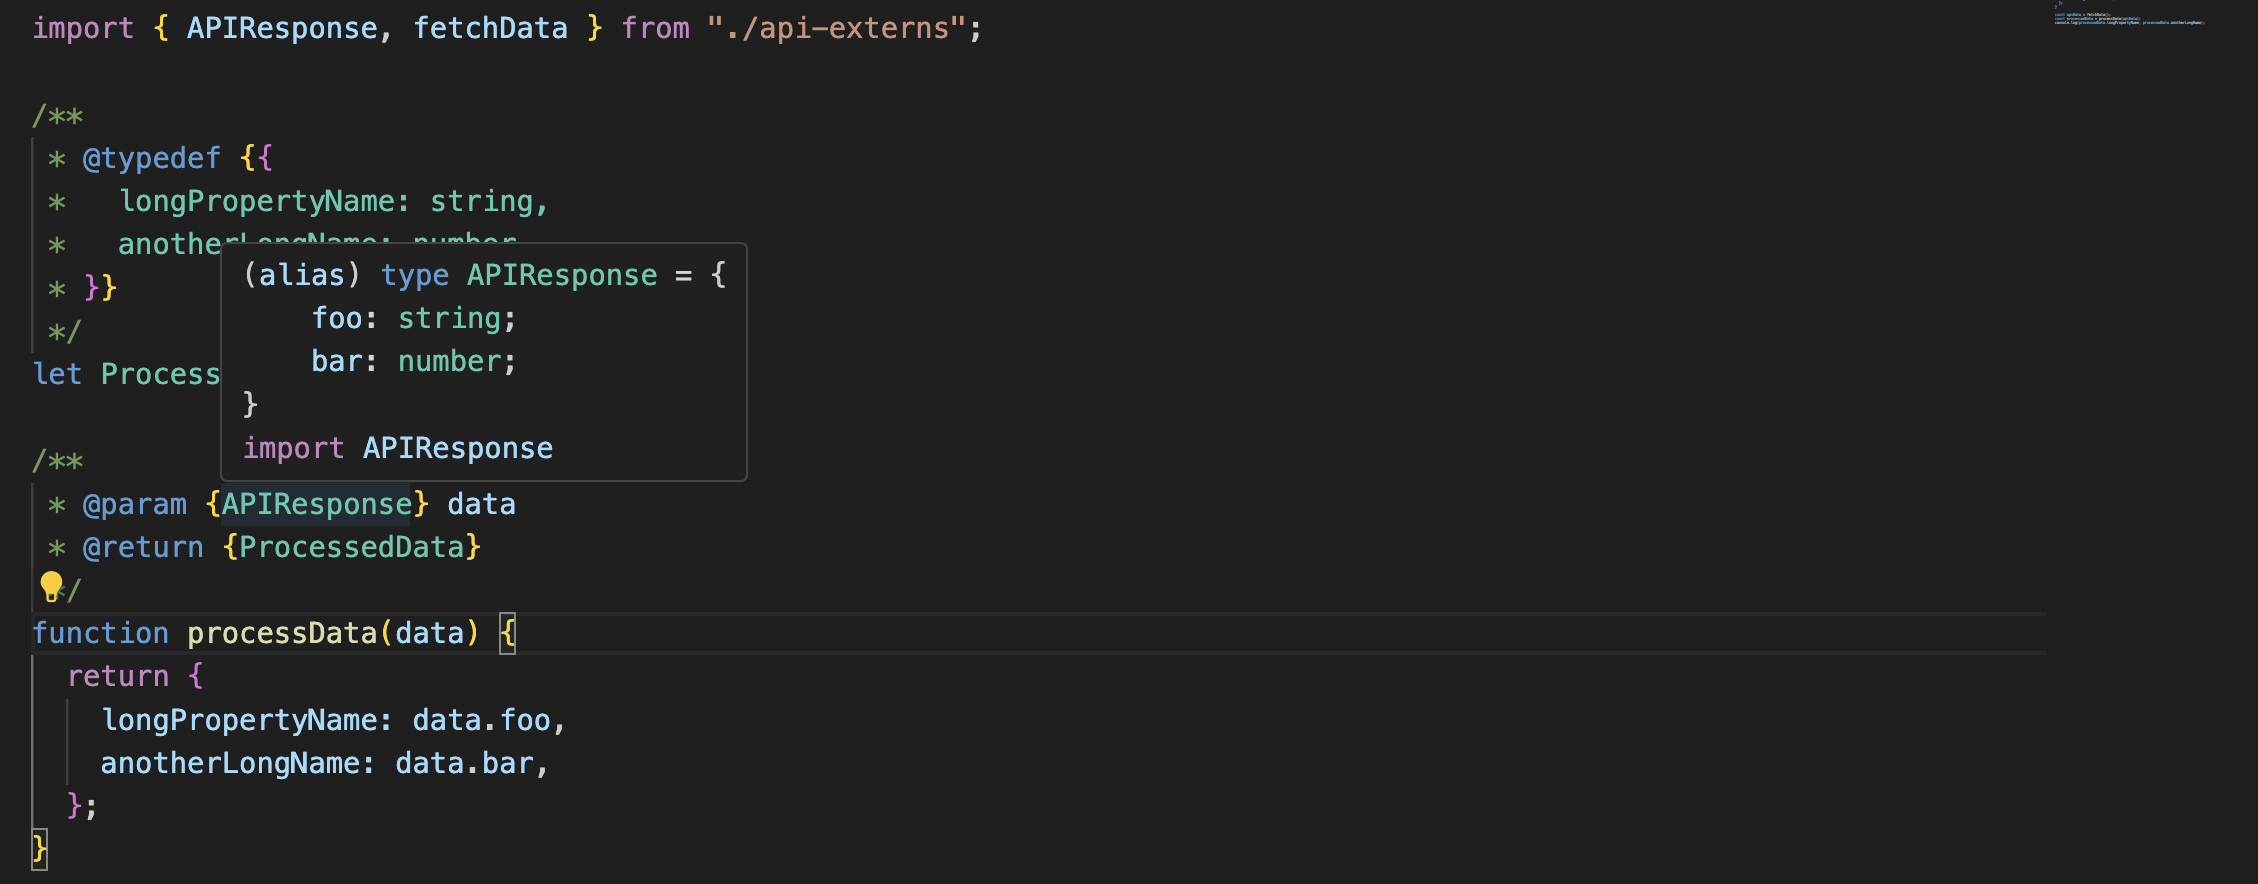 import { APIResponse, fetchData } from "./api-externs";
/**
* @typedef {{
*   longPropertyName: string,
*   anotherLongName: number
* }}
*/
let Process
(alias) type APIResponse = {
foo: string;
bar: number;
}
import APIResponse
/**
* @param {APIResponse} data
* @return {ProcessedData}
*/
function processData(data) {
return {
longPropertyName: data.foo,
anotherLongName: data.bar,
};
}